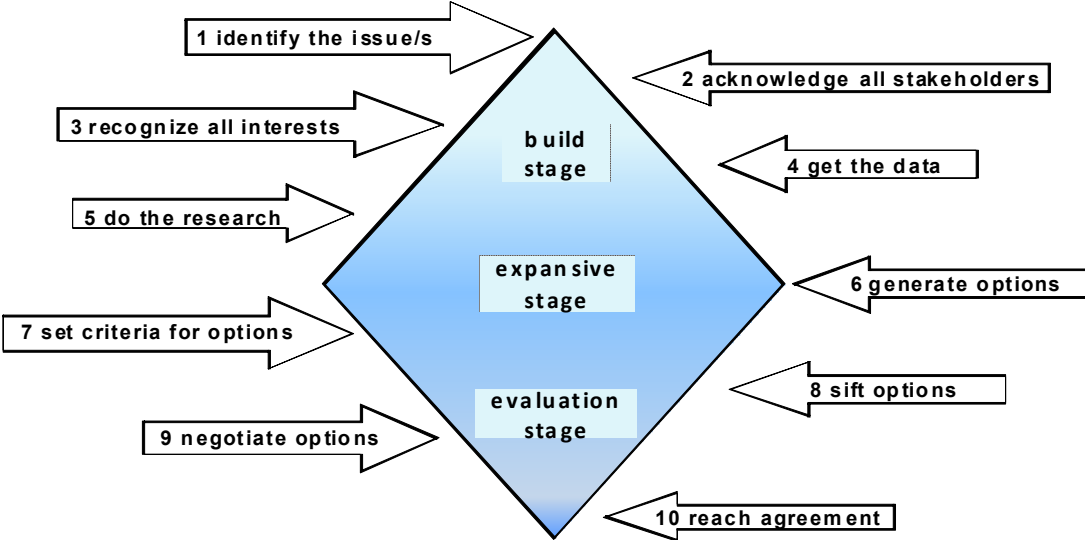 1 identify the issue/s
2 acknowledge all stakeholders
3 recognize all interests
build
stage
4 get the data
5 do the research
expansive
stage
6 generate options
7 set criteria for options
8 sift options
evaluation
stage
9 negotiate options
10 reach agreement